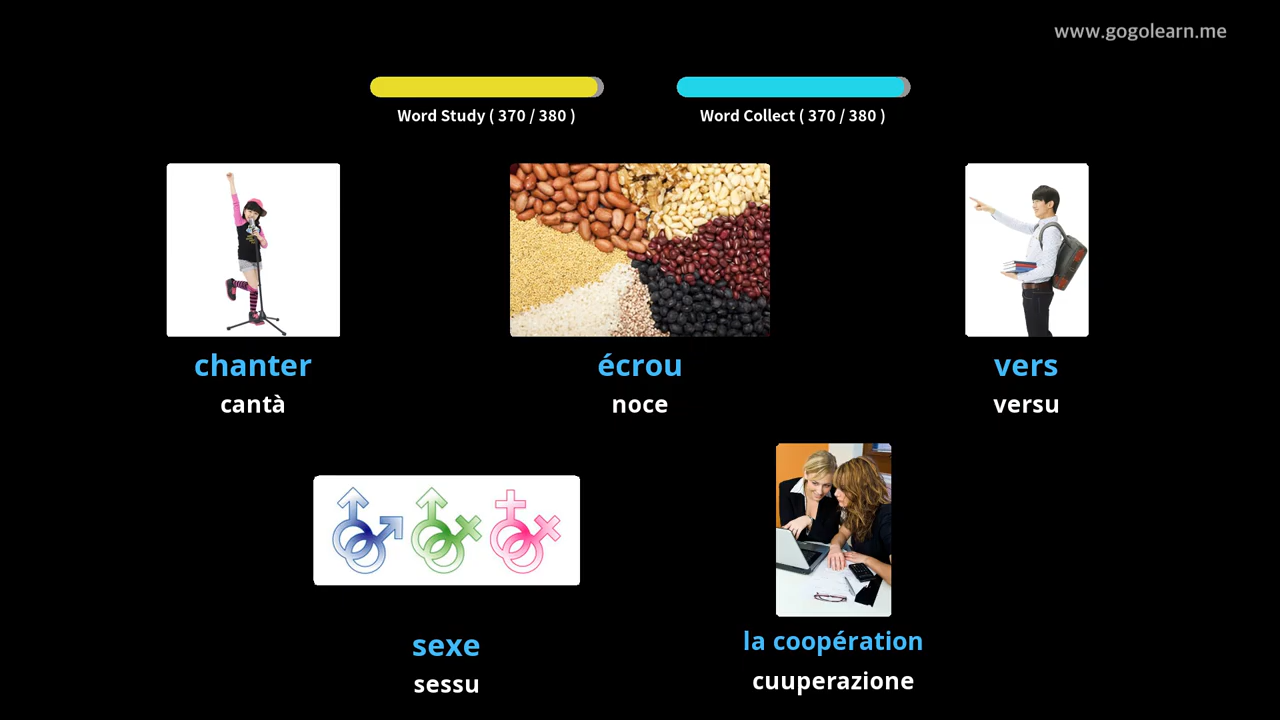 www.gogolearn.me
Word Study ( 370 / 380 )
Word Collect ( 370 / 380 )
chanter
cantà
écrou
noce
vers
versu
sexe
sessu
la coopération
cuuperazione